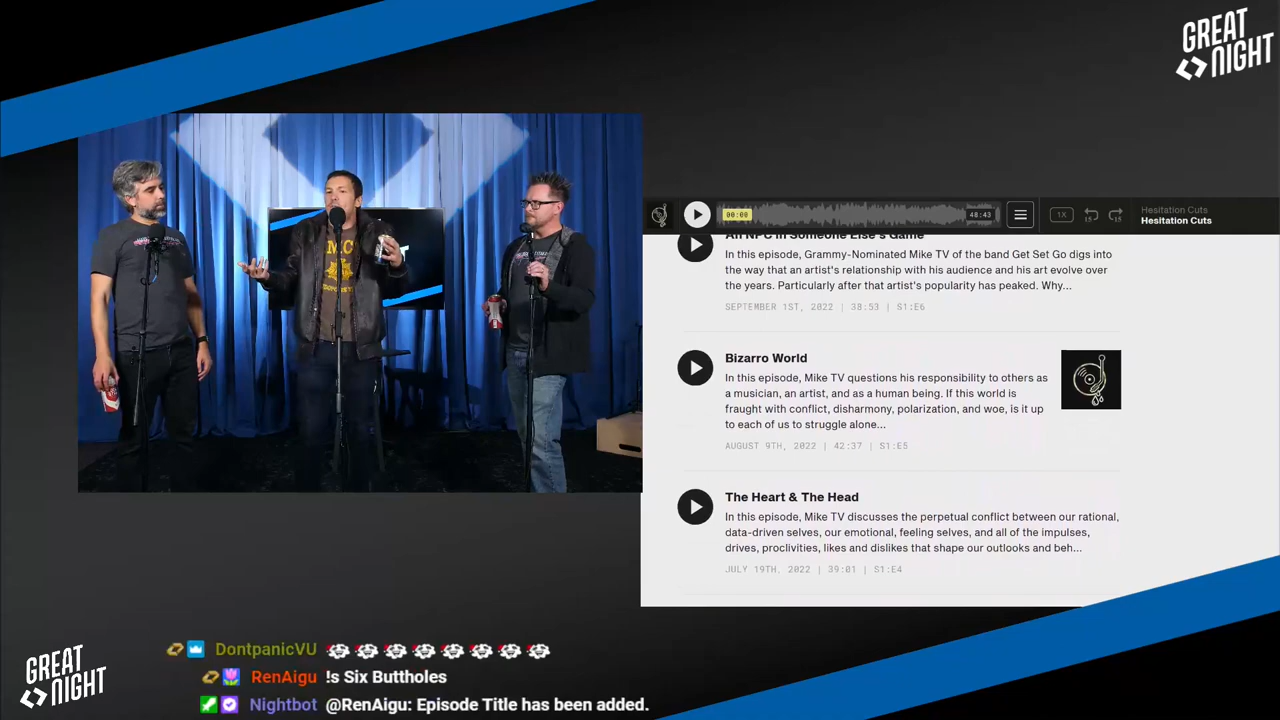 GREAT
NIGHT
00:00
48:43
1X
15
15
Hesitation Cuts
Hesitation Cuts
An NPC in Someone Else's Game
In this episode, Grammy-Nominated Mike TV of the band Get Set Go digs into
the way that an artist's relationship with his audience and his art evolve over
the years. Particularly after that artist's popularity has peaked. Why...
SEPTEMBER 1ST, 2022 | 38:53 | S1:E6
Bizarro World
In this episode, Mike TV questions his responsibility to others as
a musician, an artist, and as a human being. If this world is
fraught with conflict, disharmony, polarization, and woe, is it up
to each of us to struggle alone...
AUGUST 9TH, 2022 | 42:37 | S1:E5
The Heart & The Head
In this episode, Mike TV discusses the perpetual conflict between our rational,
data-driven selves, our emotional, feeling selves, and all of the impulses,
drives, proclivities, likes and dislikes that shape our outlooks and beh...
JULY 19TH, 2022 | 39:01 | S1:E4
GREAT
NIGHT
DontpanicVU
RenAigu !s Six Buttholes
Nightbot @RenAigu: Episode Title has been added.